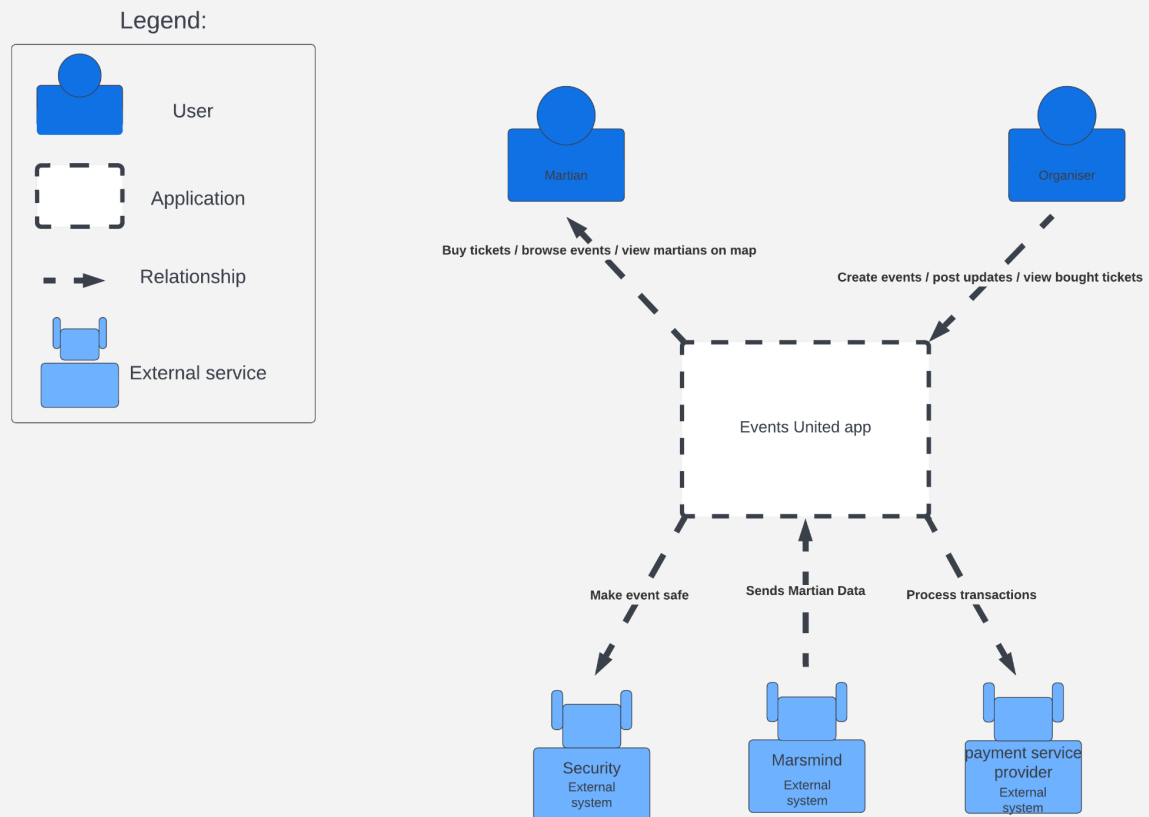 Legend:
User
Application
Relationship
External service
Martian
Organiser
Buy tickets / browse events / view martians on map
Create events / post updates / view bought tickets
Events United app
Make event safe
Sends Martian Data
Process transactions
Security
External
system
Marsmind
External
system
payment service
provider
External
system